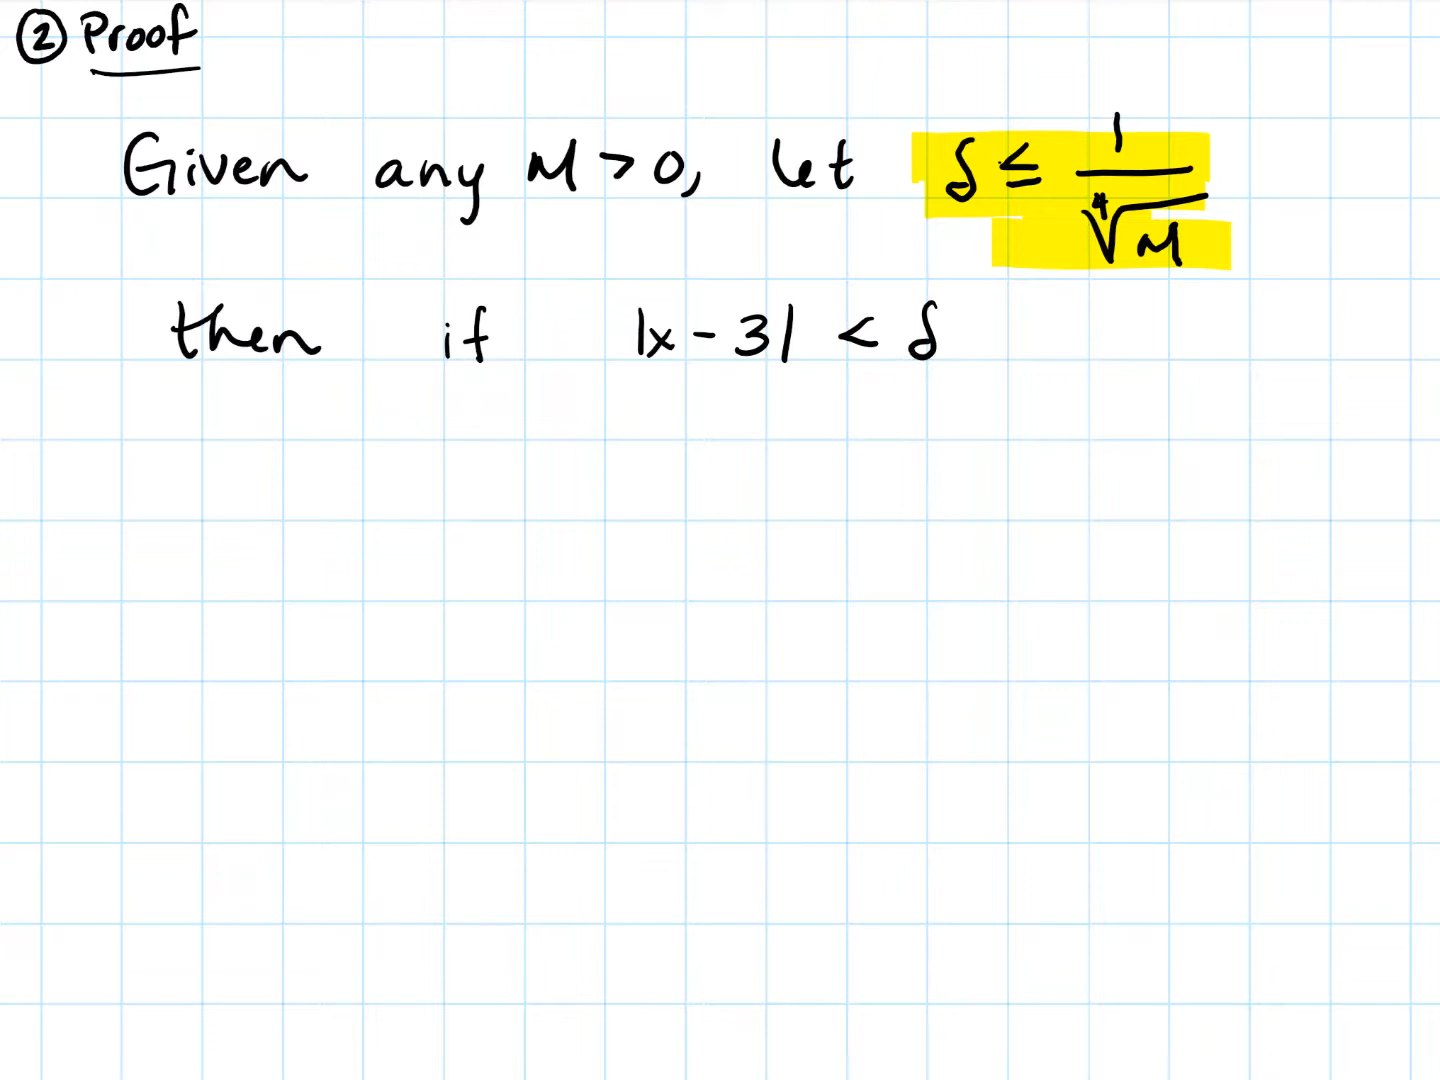 ② Proof
Given any M > 0, let δ ≤ 1/∜M
then if |x - 3| < δ